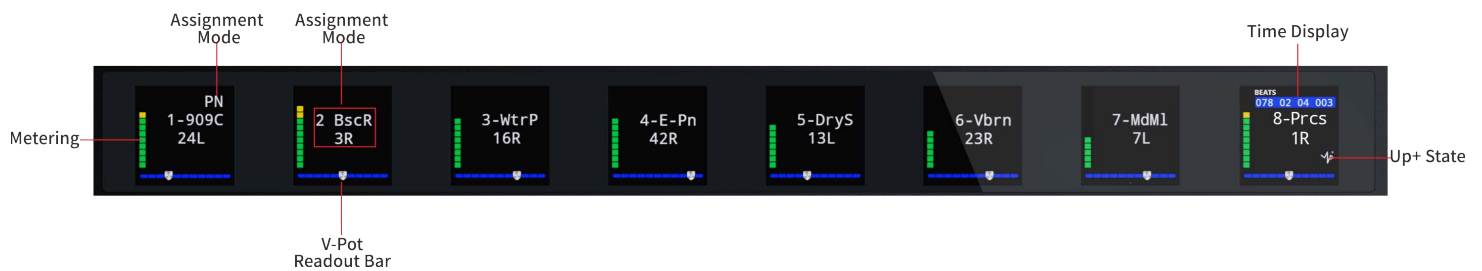 Assignment
Mode
Assignment
Mode
Time Display
PN
1-909C
24L
2 BscR
3R
3-WtrP
16R
4-E-Pn
42R
5-DryS
13L
6-Vbrn
23R
7-MdMl
7L
BEATS
078 02 04 003
8-Prcs
1R
Metering
Up+ State
V-Pot
Readout Bar